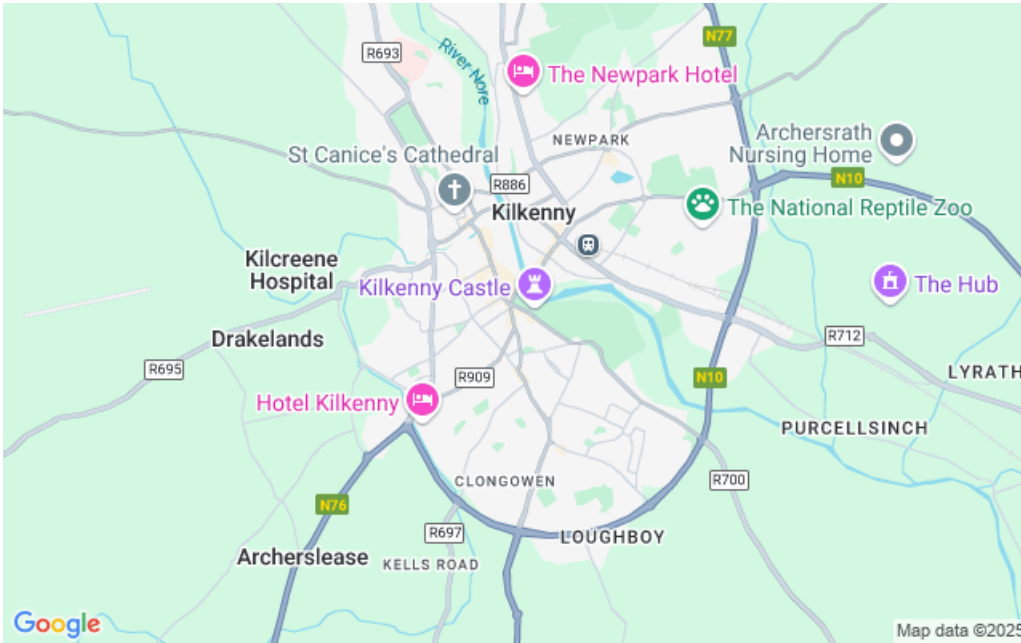 N77
R693
River Nore
The Newpark Hotel
NEWPARK
Archersrath
Nursing Home
St Canice's Cathedral
R886
N10
Kilkenny
The National Reptile Zoo
Kilcreene
Hospital
Kilkenny Castle
The Hub
Drakelands
R712
R695
R909
N10
LYRATH
Hotel Kilkenny
PURCELLSINCH
CLONGOWEN
R700
N76
R697
LOUGHBOY
Archerslease
KELLS ROAD
Google
Map data ©2025